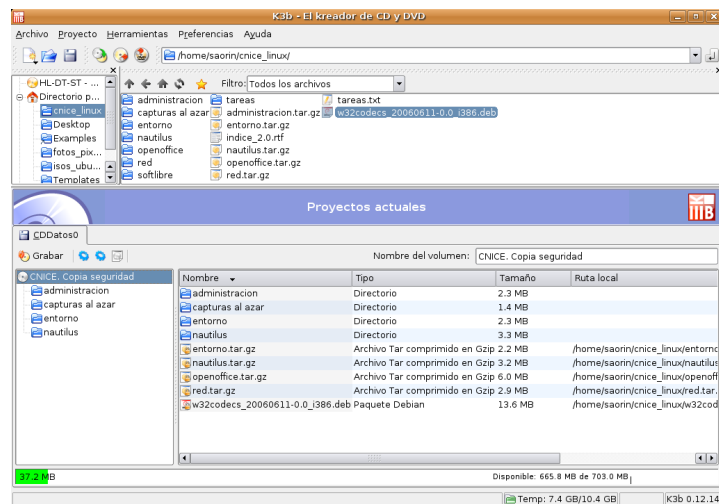 K3b - El kreador de CD y DVD
Archivo Proyecto Herramientas Preferencias Ayuda
/home/saorin/cnice_linux/
HL-DT-ST - ...
Directorio p...
cnice_linux
Desktop
Examples
fotos_pix...
isos_ubu...
Templates
Filtro: Todos los archivos
administracion tareas tareas.txt
capturas al azar administracion.tar.gz w32codecs_20060611-0.0_i386.deb
entorno entorno.tar.gz
nautilus indice_2.0.rtf
openoffice nautilus.tar.gz
red openoffice.tar.gz
softlibre red.tar.gz
Proyectos actuales
CDDatos0
Grabar Nombre del volumen: CNICE. Copia seguridad
CNICE. Copia seguridad
administracion
capturas al azar
entorno
nautilus
Nombre Tipo Tamaño Ruta local
administracion Directorio 2.3 MB
capturas al azar Directorio 1.4 MB
entorno Directorio 2.3 MB
nautilus Directorio 3.3 MB
entorno.tar.gz Archivo Tar comprimido en Gzip 2.2 MB /home/saorin/cnice_linux/entorno
nautilus.tar.gz Archivo Tar comprimido en Gzip 3.2 MB /home/saorin/cnice_linux/nautilus
openoffice.tar.gz Archivo Tar comprimido en Gzip 6.0 MB /home/saorin/cnice_linux/openoff
red.tar.gz Archivo Tar comprimido en Gzip 2.9 MB /home/saorin/cnice_linux/red.tar.
w32codecs_20060611-0.0_i386.deb Paquete Debian 13.6 MB /home/saorin/cnice_linux/w32cod
37.2 MB Disponible: 665.8 MB de 703.0 MB
Temp: 7.4 GB/10.4 GB K3b 0.12.14